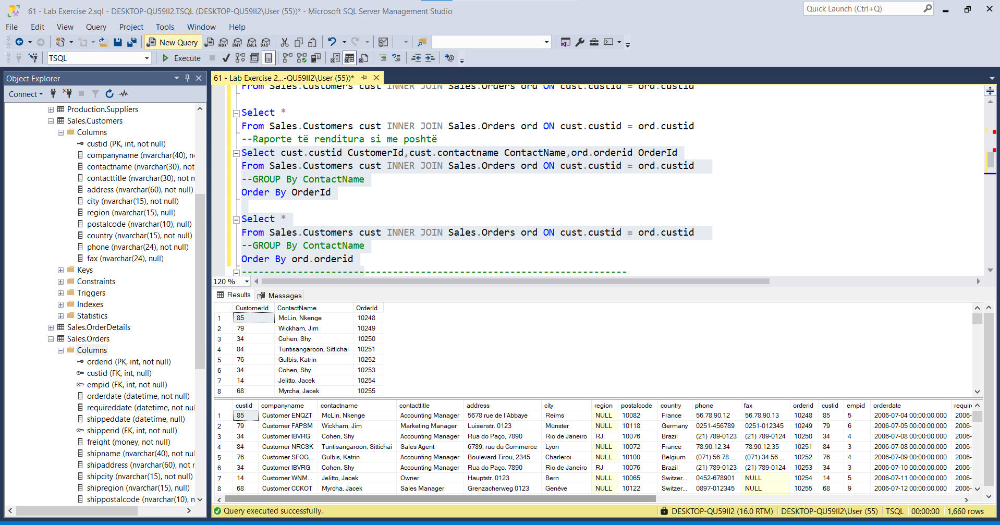 61 - Lab Exercise 2.sql - DESKTOP-QU59II2.TSQL (DESKTOP-QU59II2\User (55))* - Microsoft SQL Server Management Studio
Quick Launch (Ctrl+Q)
File Edit View Query Project Tools Window Help
New Query MDX DMX XMLA DAX
TSQL Execute
Object Explorer
Connect
Production.Suppliers
Sales.Customers
Columns
custid (PK, int, not null)
companyname (nvarchar(40), n
contactname (nvarchar(30), not
contacttitle (nvarchar(30), not n
address (nvarchar(60), not null)
city (nvarchar(15), not null)
region (nvarchar(15), null)
postalcode (nvarchar(10), null)
country (nvarchar(15), not null)
phone (nvarchar(24), not null)
fax (nvarchar(24), null)
Keys
Constraints
Triggers
Indexes
Statistics
Sales.OrderDetails
Sales.Orders
Columns
orderid (PK, int, not null)
custid (FK, int, null)
empid (FK, int, not null)
orderdate (datetime, not null)
requireddate (datetime, not nul
shippeddate (datetime, null)
shipperid (FK, int, not null)
freight (money, not null)
shipname (nvarchar(40), not nul
shipaddress (nvarchar(60), not r
shipcity (nvarchar(15), not null)
shipregion (nvarchar(15), null)
shippostalcode (nvarchar(10), n
61 - Lab Exercise 2...-QU59II2\User (55))*
From Sales.Customers cust INNER JOIN Sales.Orders ord ON cust.custid = ord.custid
Select *
From Sales.Customers cust INNER JOIN Sales.Orders ord ON cust.custid = ord.custid
--Raporte të renditura si me poshtë
Select cust.custid CustomerId,cust.contactname ContactName,ord.orderid OrderId
From Sales.Customers cust INNER JOIN Sales.Orders ord ON cust.custid = ord.custid
--GROUP By ContactName
Order By OrderId
Select *
From Sales.Customers cust INNER JOIN Sales.Orders ord ON cust.custid = ord.custid
--GROUP By ContactName
Order By ord.orderid
---------------------------------------------------------------------
120 %
Results Messages
CustomerId ContactName OrderId
1 85 McLin, Nkenge 10248
2 79 Wickham, Jim 10249
3 34 Cohen, Shy 10250
4 84 Tuntisangaroon, Sittichai 10251
5 76 Gulbis, Katrin 10252
6 34 Cohen, Shy 10253
7 14 Jelitto, Jacek 10254
8 68 Myrcha, Jacek 10255
custid companyname contactname contacttitle address city region postalcode country phone fax orderid custid empid orderdate require
1 85 Customer ENQZT McLin, Nkenge Accounting Manager 5678 rue de l'Abbaye Reims NULL 10082 France 56.78.90.12 56.78.90.13 10248 85 5 2006-07-04 00:00:00.000 2006-
2 79 Customer FAPSM Wickham, Jim Marketing Manager Luisenstr. 0123 Münster NULL 10118 Germany 0251-456789 0251-012345 10249 79 6 2006-07-05 00:00:00.000 2006-
3 34 Customer IBVRG Cohen, Shy Accounting Manager Rua do Paço, 7890 Rio de Janeiro RJ 10076 Brazil (21) 789-0123 (21) 789-0124 10250 34 4 2006-07-08 00:00:00.000 2006-
4 84 Customer NRCSK Tuntisangaroon, Sittichai Sales Agent 6789, rue du Commerce Lyon NULL 10072 France 78.90.12.34 78.90.12.35 10251 84 3 2006-07-08 00:00:00.000 2006-
5 76 Customer SFOG... Gulbis, Katrin Accounting Manager Boulevard Tirou, 2345 Charleroi NULL 10100 Belgium (071) 56 78 ... (071) 34 56 ... 10252 76 4 2006-07-09 00:00:00.000 2006-
6 34 Customer IBVRG Cohen, Shy Accounting Manager Rua do Paço, 7890 Rio de Janeiro RJ 10076 Brazil (21) 789-0123 (21) 789-0124 10253 34 3 2006-07-10 00:00:00.000 2006-
7 14 Customer WNM... Jelitto, Jacek Owner Hauptstr. 0123 Bern NULL 10065 Switzer... 0452-678901 NULL 10254 14 5 2006-07-11 00:00:00.000 2006-
8 68 Customer CCKOT Myrcha, Jacek Sales Manager Grenzacherweg 0123 Genève NULL 10122 Switzer... 0897-012345 NULL 10255 68 9 2006-07-12 00:00:00.000 2006-
Query executed successfully. DESKTOP-QU59II2 (16.0 RTM) DESKTOP-QU59II2\User (55) TSQL 00:00:00 1,660 rows